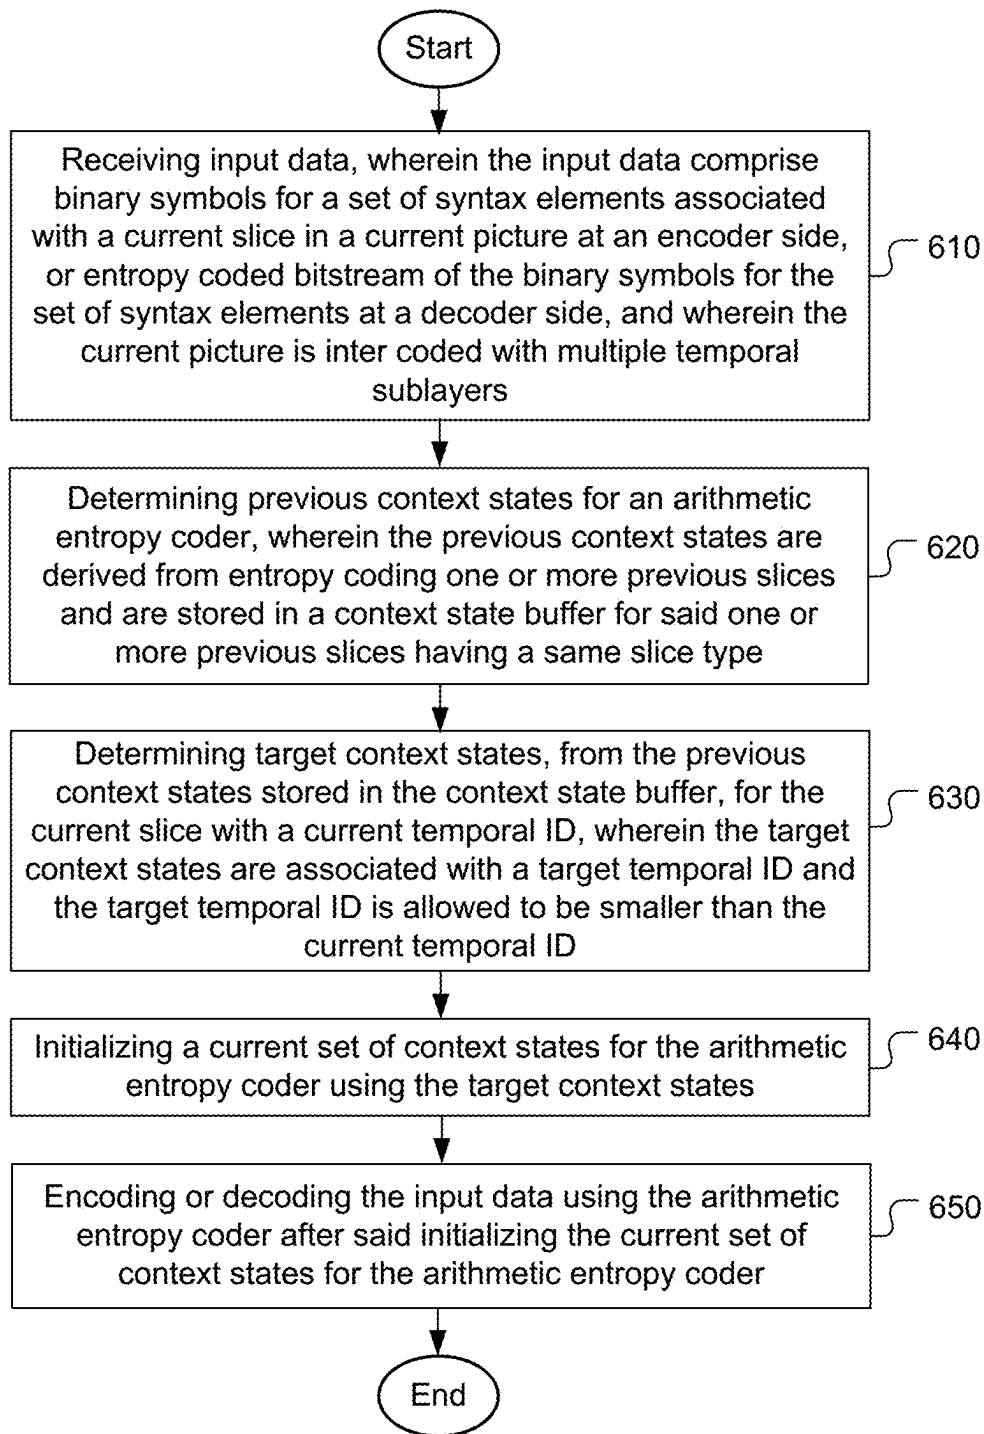 Start
Receiving input data, wherein the input data comprise
binary symbols for a set of syntax elements associated
with a current slice in a current picture at an encoder side,
or entropy coded bitstream of the binary symbols for the
set of syntax elements at a decoder side, and wherein the
current picture is inter coded with multiple temporal
sublayers
610
Determining previous context states for an arithmetic
entropy coder, wherein the previous context states are
derived from entropy coding one or more previous slices
and are stored in a context state buffer for said one or
more previous slices having a same slice type
620
Determining target context states, from the previous
context states stored in the context state buffer, for the
current slice with a current temporal ID, wherein the target
context states are associated with a target temporal ID and
the target temporal ID is allowed to be smaller than the
current temporal ID
630
Initializing a current set of context states for the arithmetic
entropy coder using the target context states
640
Encoding or decoding the input data using the arithmetic
entropy coder after said initializing the current set of
context states for the arithmetic entropy coder
650
End